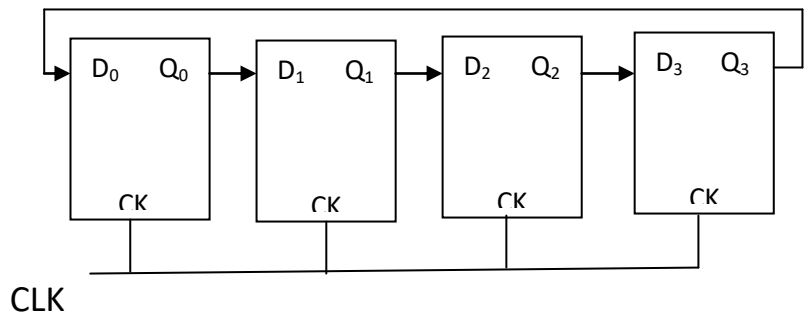 D₀ Q₀ D₁ Q₁ D₂ Q₂ D₃ Q₃
CK CK CK CK
CLK